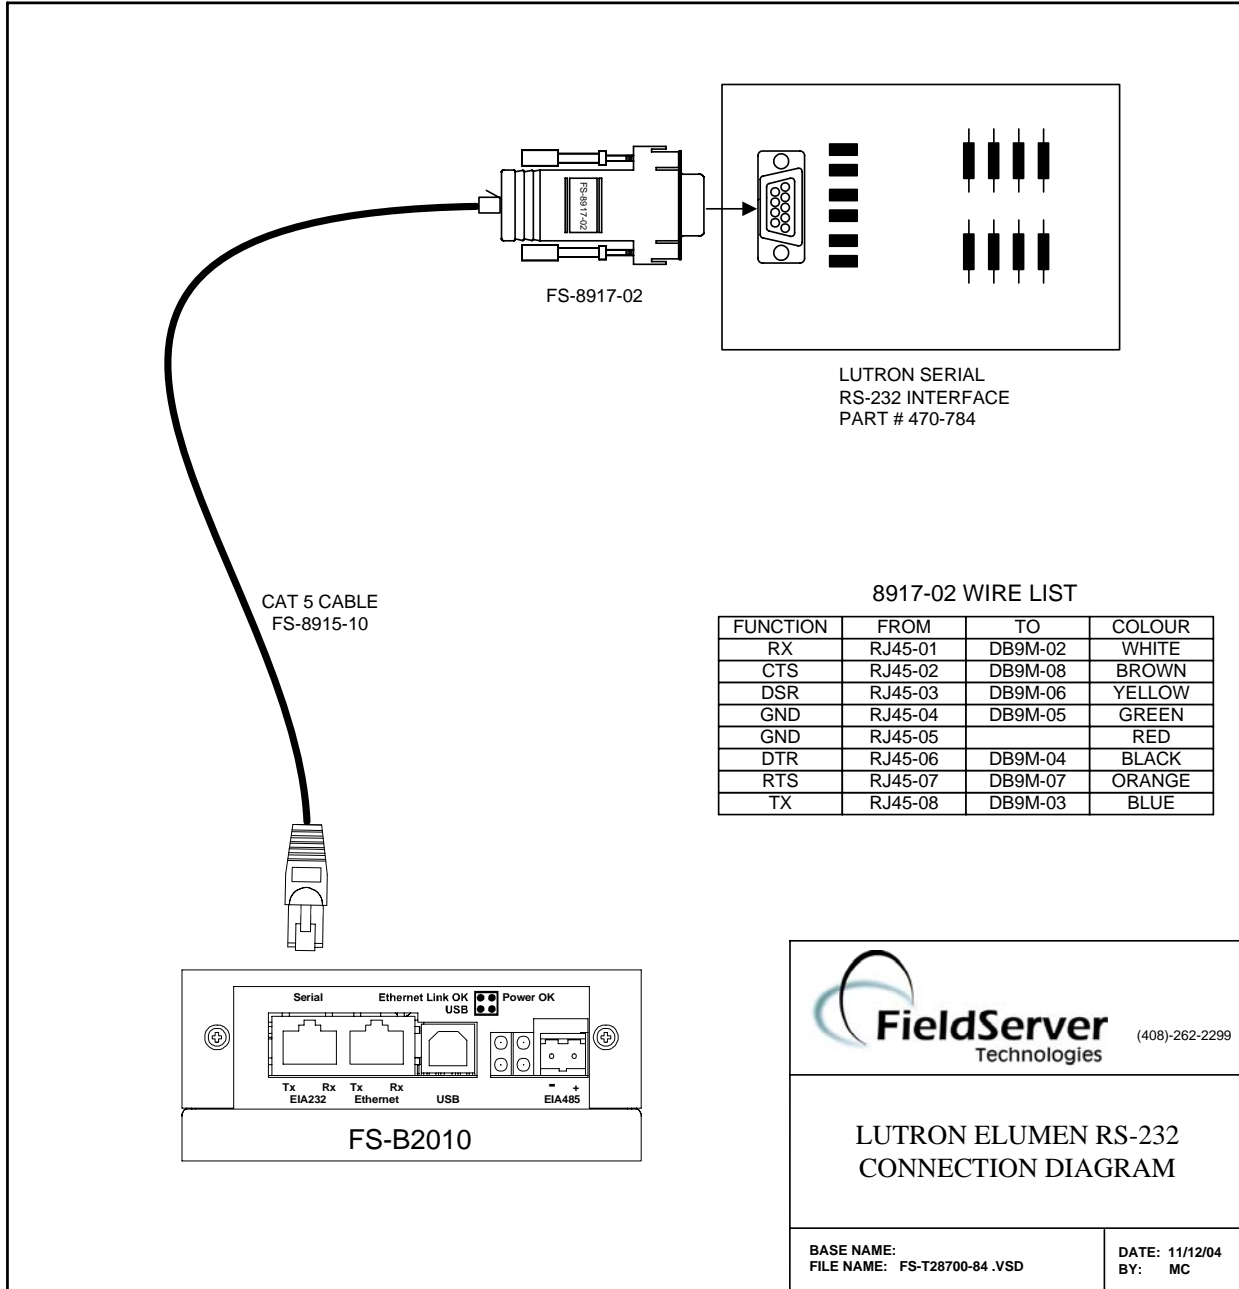 FS-8917-02
FS-8917-02
LUTRON SERIAL
RS-232 INTERFACE
PART # 470-784
CAT 5 CABLE
FS-8915-10
8917-02 WIRE LIST
FUNCTION FROM TO COLOUR
RX RJ45-01 DB9M-02 WHITE
CTS RJ45-02 DB9M-08 BROWN
DSR RJ45-03 DB9M-06 YELLOW
GND RJ45-04 DB9M-05 GREEN
GND RJ45-05 RED
DTR RJ45-06 DB9M-04 BLACK
RTS RJ45-07 DB9M-07 ORANGE
TX RJ45-08 DB9M-03 BLUE
Serial Ethernet Link OK Power OK
USB
Tx Rx Tx Rx - +
EIA232 Ethernet USB EIA485
FS-B2010
FieldServer
Technologies
(408)-262-2299
LUTRON ELUMEN RS-232
CONNECTION DIAGRAM
BASE NAME:
FILE NAME: FS-T28700-84 .VSD
DATE: 11/12/04
BY: MC